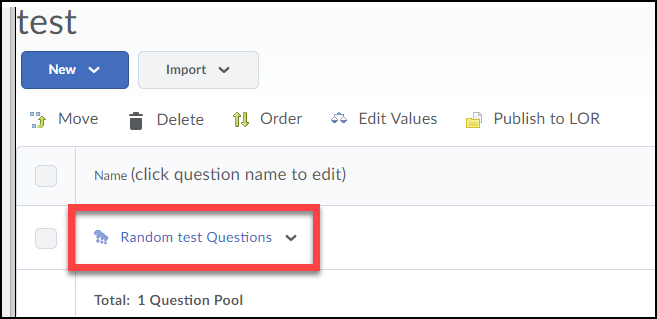 test
New Import
Move Delete Order Edit Values Publish to LOR
Name (click question name to edit)
Random test Questions
Total: 1 Question Pool